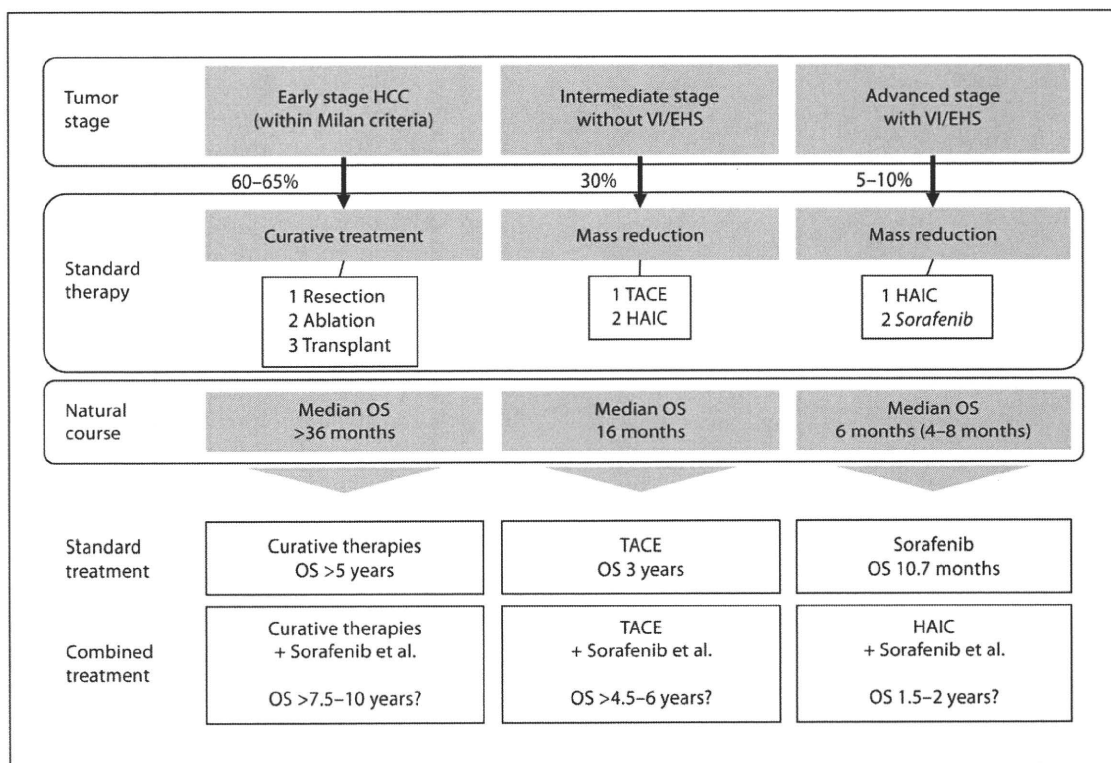 Tumor
stage
Early stage HCC
(within Milan criteria)
Intermediate stage
without VI/EHS
Advanced stage
with VI/EHS
60–65%
30%
5–10%
Standard
therapy
Curative treatment
Mass reduction
Mass reduction
1 Resection
2 Ablation
3 Transplant
1 TACE
2 HAIC
1 HAIC
2 Sorafenib
Natural
course
Median OS
>36 months
Median OS
16 months
Median OS
6 months (4–8 months)
Standard
treatment
Curative therapies
OS >5 years
TACE
OS 3 years
Sorafenib
OS 10.7 months
Combined
treatment
Curative therapies
+ Sorafenib et al.
OS >7.5–10 years?
TACE
+ Sorafenib et al.
OS >4.5–6 years?
HAIC
+ Sorafenib et al.
OS 1.5–2 years?